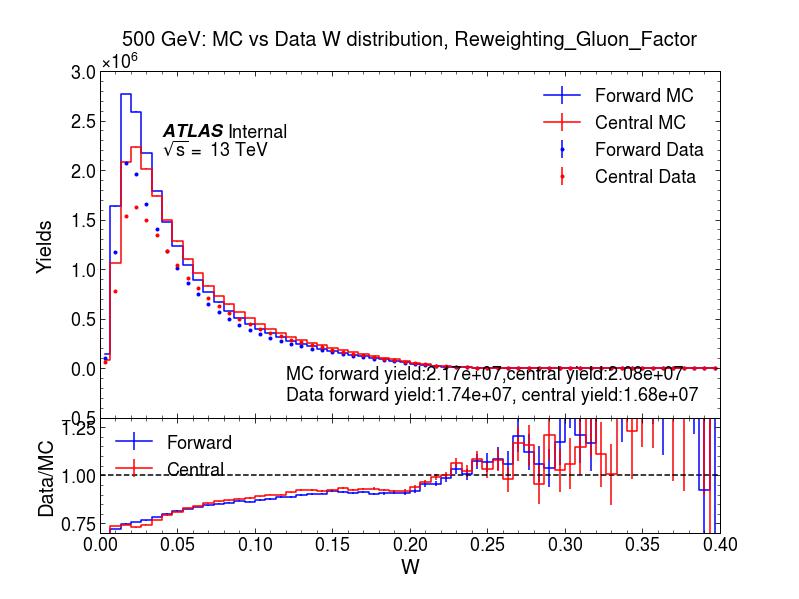 500 GeV: MC vs Data W distribution, Reweighting_Gluon_Factor
×10⁶
3.0
2.5
2.0
1.5
1.0
0.5
0.0
Yields
ATLAS Internal
√s = 13 TeV
Forward MC
Central MC
Forward Data
Central Data
MC forward yield:2.17e+07,central yield:2.08e+07
Data forward yield:1.74e+07, central yield:1.68e+07
0.5
1.25
1.00
0.75
Data/MC
Forward
Central
0.00 0.05 0.10 0.15 0.20 0.25 0.30 0.35 0.40
W